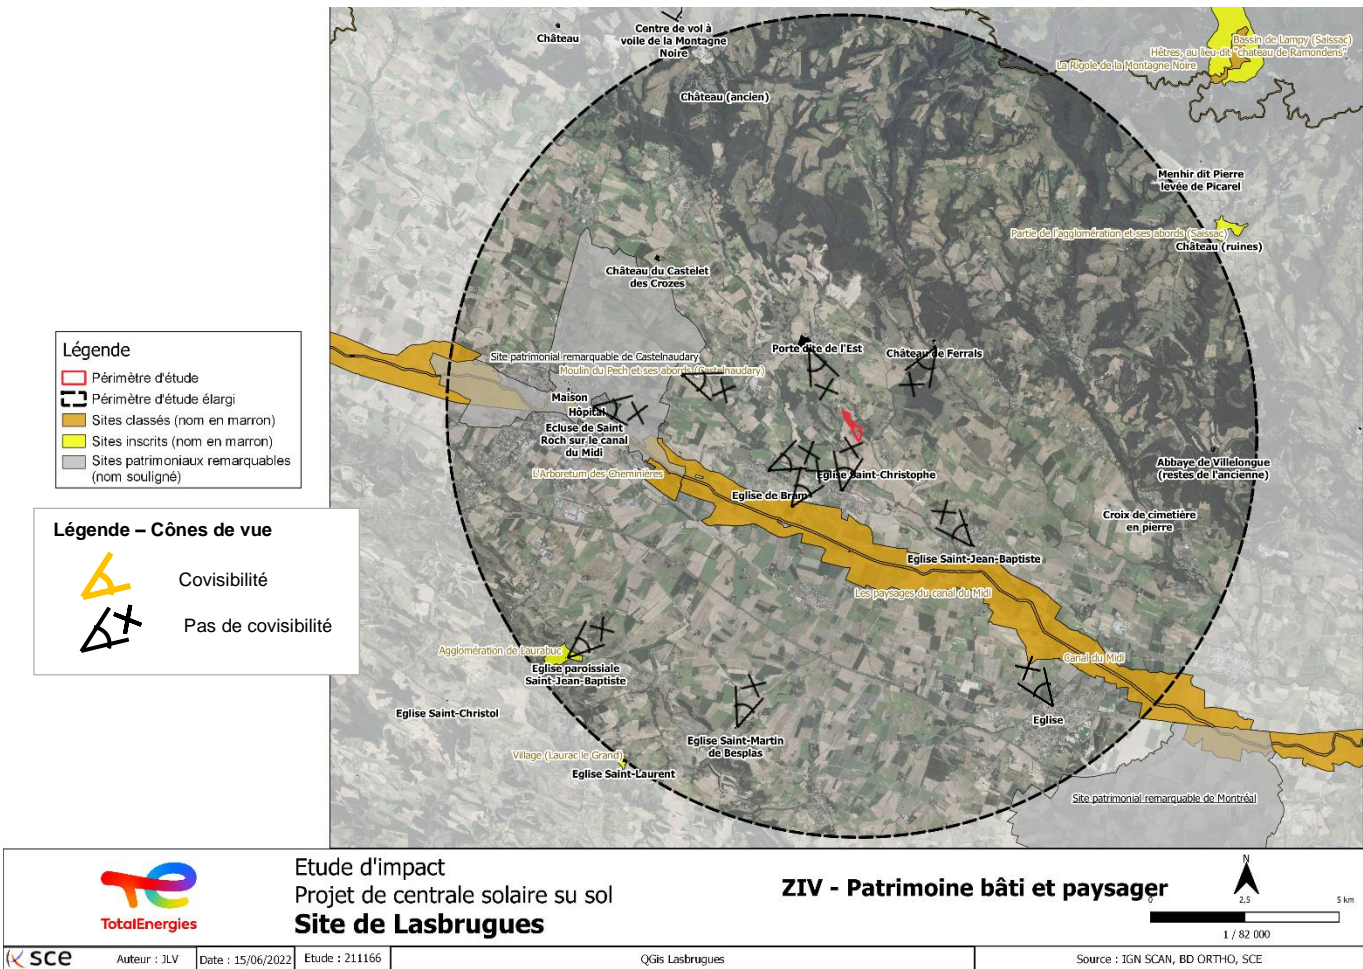 Château
Centre de vol à
voile de la Montagne
Noire
Château (ancien)
Bassin de Lampy (Saissac)
Hêtres, au lieu-dit "chateau de Ramondens"
La Rigole de la Montagne Noire
Menhir dit Pierre
levée de Picarel
Partie de l'agglomération et ses abords (Saissac)
Château (ruines)
Château du Castelet
des Crozes
Porte dite de l'Est
Château de Ferrals
Site patrimonial remarquable de Castelnaudary
Moulin du Pech et ses abords (Castelnaudary)
Maison
Hôpital
Ecluse de Saint
Roch sur le canal
du Midi
L'Arboretum des Cheminières
Eglise Saint-Christophe
Eglise de Bram
Abbaye de Villelongue
(restes de l'ancienne)
Croix de cimetière
en pierre
Eglise Saint-Jean-Baptiste
Les paysages du canal du Midi
Canal du Midi
Agglomération de Laurabuc
Eglise paroissiale
Saint-Jean-Baptiste
Eglise Saint-Christol
Eglise Saint-Martin
de Besplas
Eglise
Village (Laurac le Grand)
Eglise Saint-Laurent
Site patrimonial remarquable de Montréal
Légende
Périmètre d'étude
Périmètre d'étude élargi
Sites classés (nom en marron)
Sites inscrits (nom en marron)
Sites patrimoniaux remarquables
(nom souligné)
Légende – Cônes de vue
Covisibilité
Pas de covisibilité
TotalEnergies
Etude d'impact
Projet de centrale solaire su sol
Site de Lasbrugues
ZIV - Patrimoine bâti et paysager
N
0 2,5 5 km
1 / 82 000
sce
Auteur : JLV
Date : 15/06/2022
Etude : 211166
QGis Lasbrugues
Source : IGN SCAN, BD ORTHO, SCE